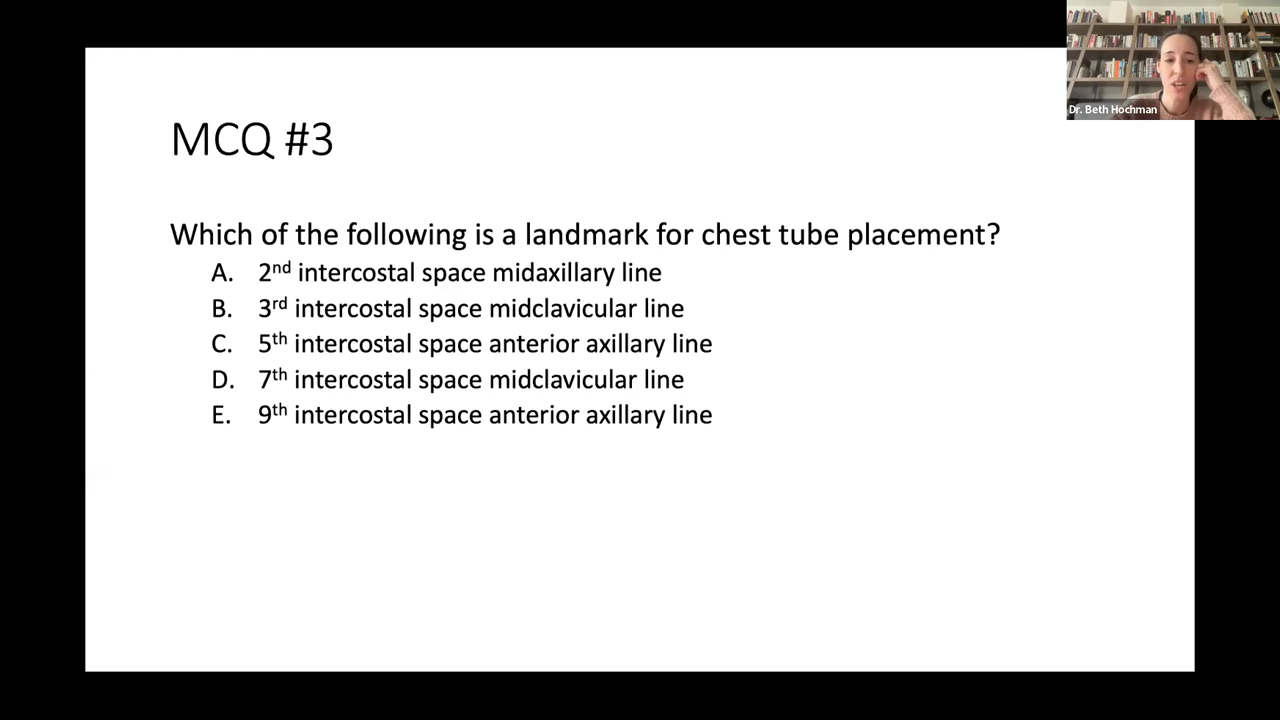 Dr. Beth Hochman
MCQ #3
Which of the following is a landmark for chest tube placement?
A. 2nd intercostal space midaxillary line
B. 3rd intercostal space midclavicular line
C. 5th intercostal space anterior axillary line
D. 7th intercostal space midclavicular line
E. 9th intercostal space anterior axillary line